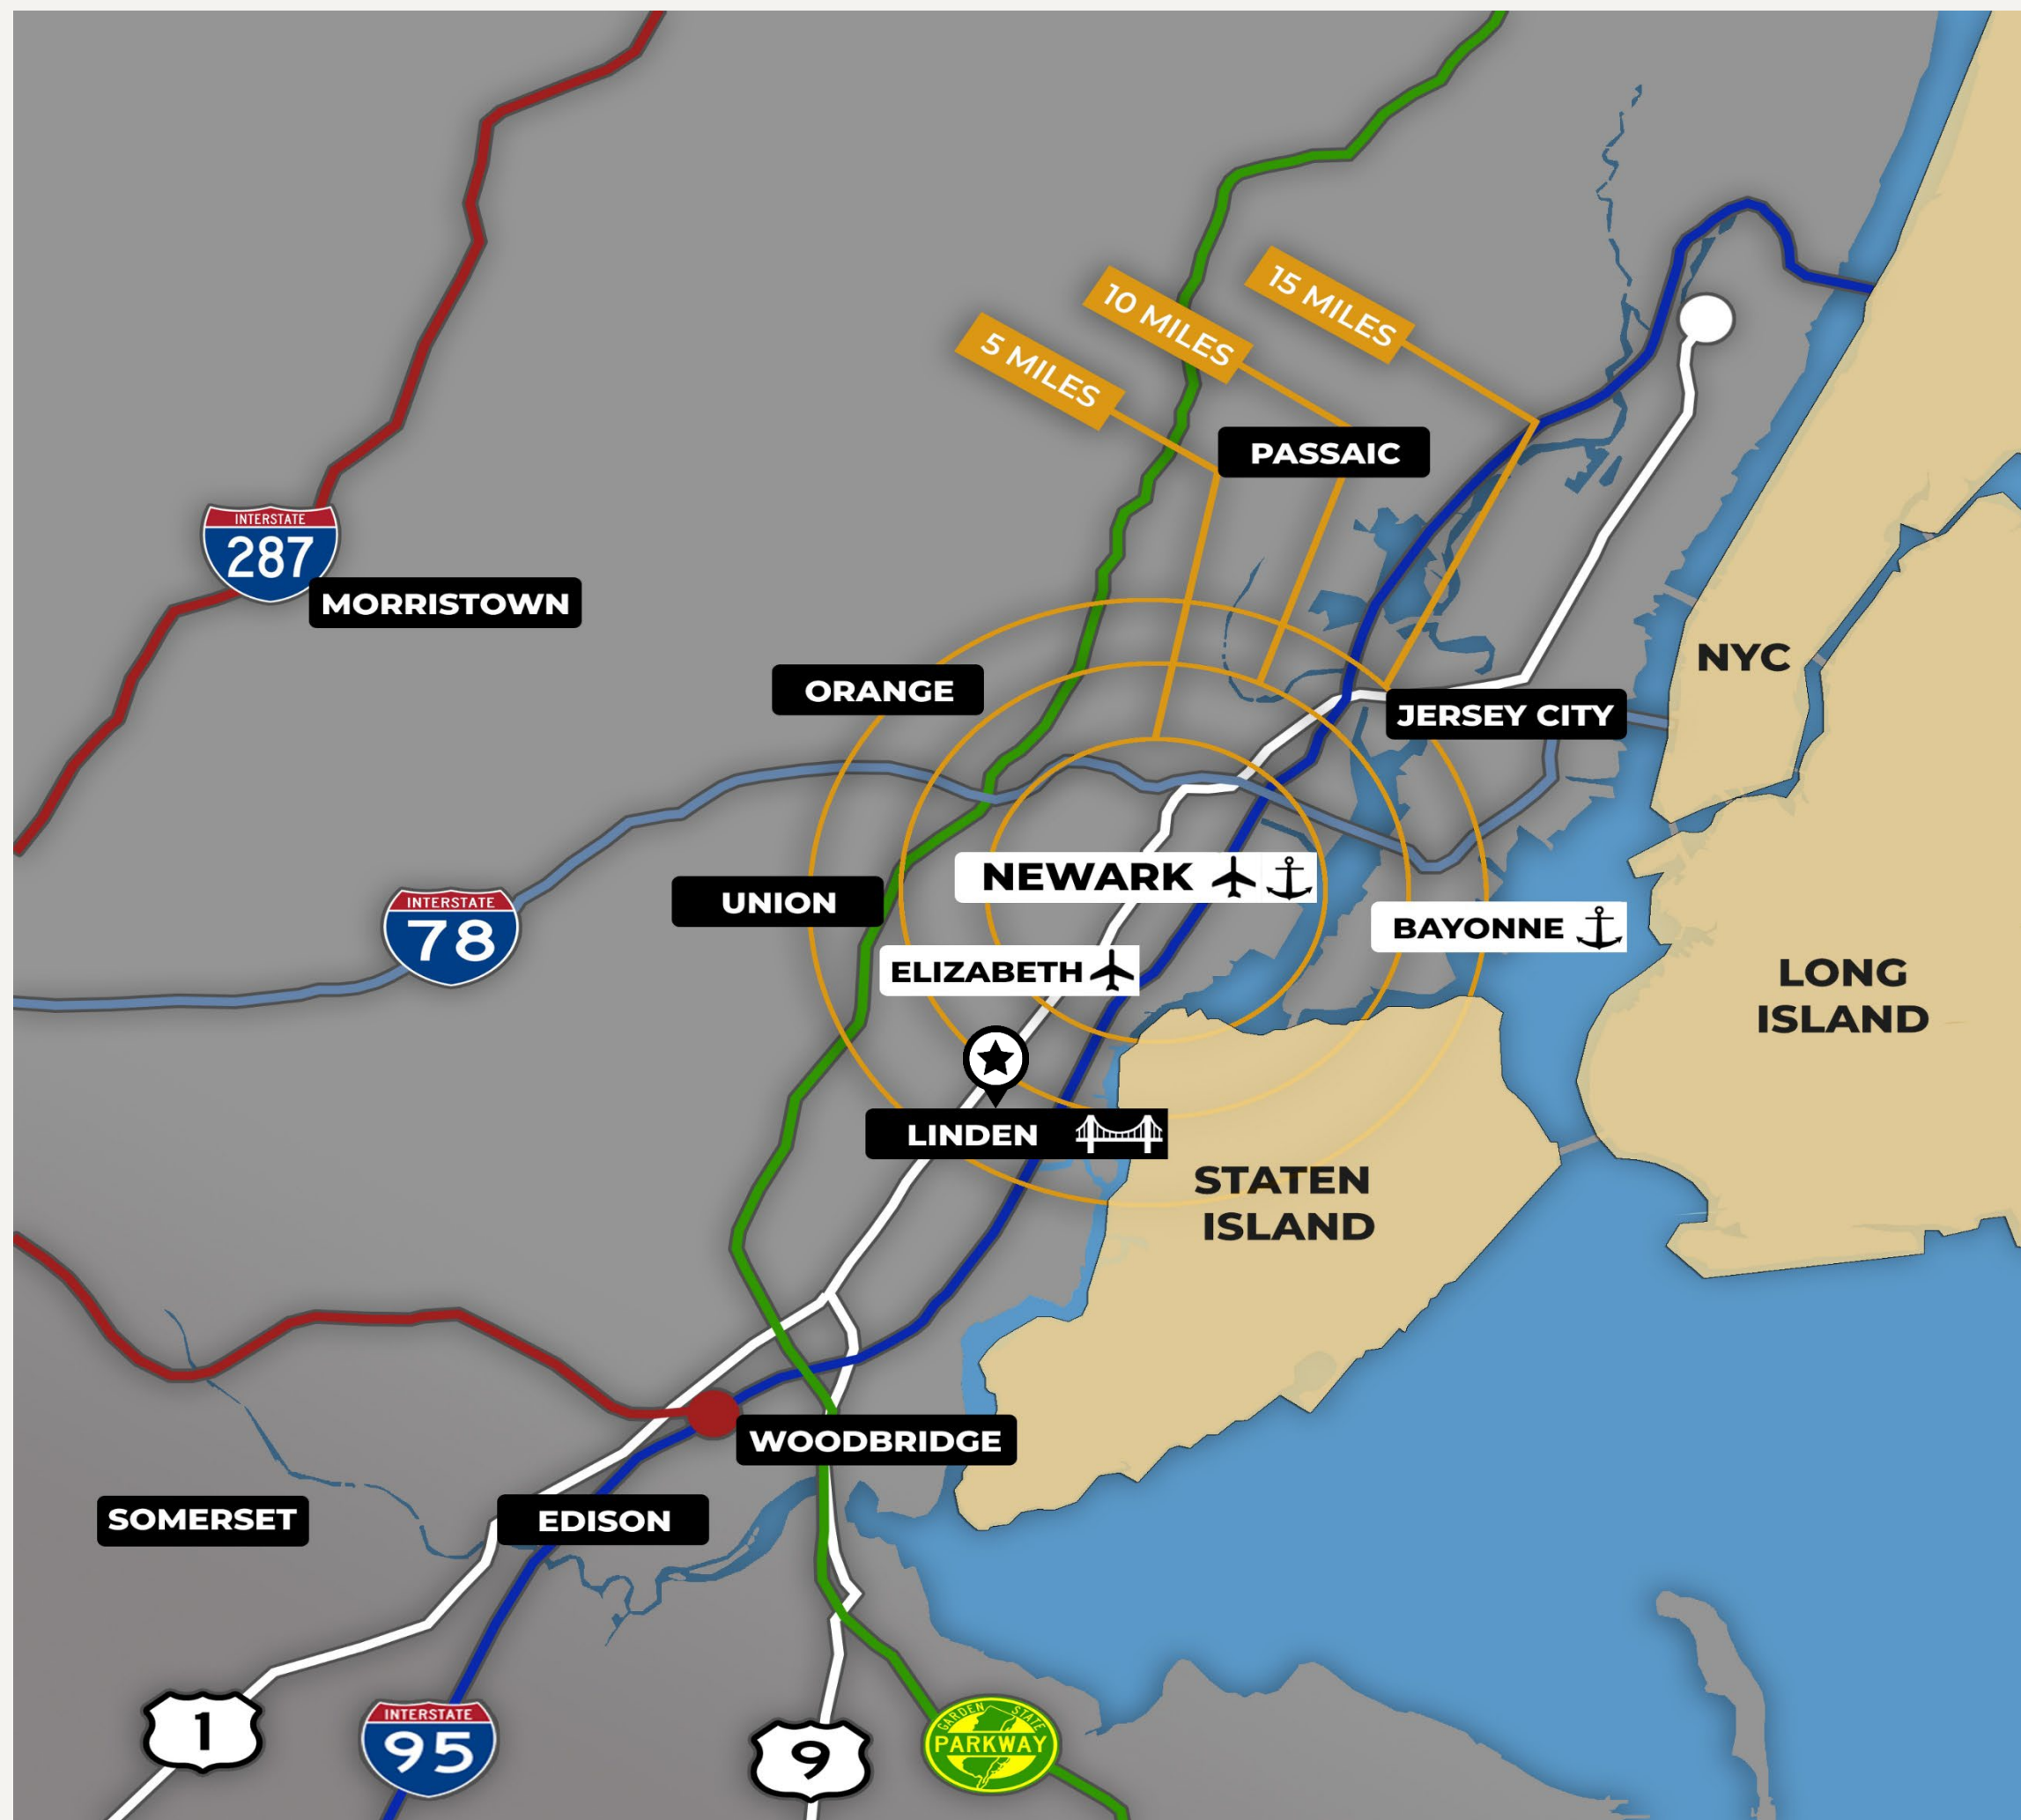 15 MILES
10 MILES
5 MILES
PASSAIC
INTERSTATE
287
MORRISTOWN
NYC
ORANGE
JERSEY CITY
NEWARK
INTERSTATE
78
UNION
BAYONNE
ELIZABETH
LONG
ISLAND
LINDEN
STATEN
ISLAND
WOODBRIDGE
SOMERSET
EDISON
1
INTERSTATE
95
9
GARDEN STATE
PARKWAY